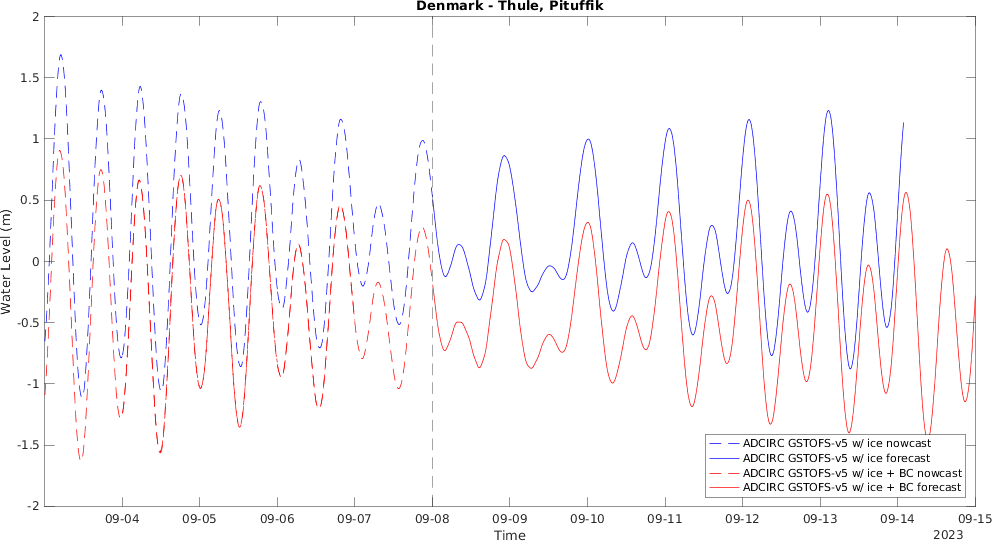 Denmark - Thule, Pituffik
2
1.5
1
0.5
0
-0.5
-1
-1.5
-2
Water Level (m)
09-04 09-05 09-06 09-07 09-08 09-09 09-10 09-11 09-12 09-13 09-14 09-15
Time
2023
ADCIRC GSTOFS-v5 w/ ice nowcast
ADCIRC GSTOFS-v5 w/ ice forecast
ADCIRC GSTOFS-v5 w/ ice + BC nowcast
ADCIRC GSTOFS-v5 w/ ice + BC forecast